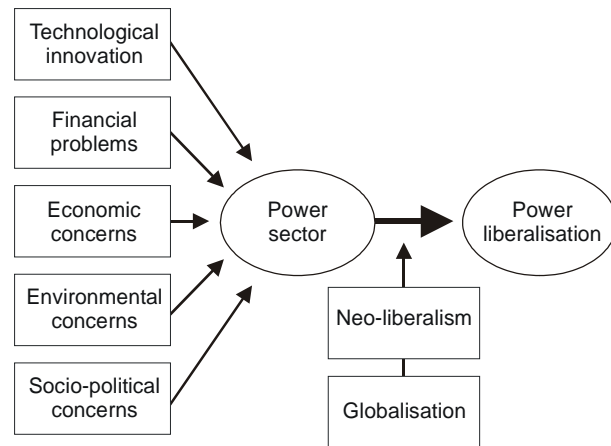 Technological
innovation
Financial
problems
Economic
concerns
Environmental
concerns
Socio-political
concerns
Power
sector
Power
liberalisation
Neo-liberalism
Globalisation